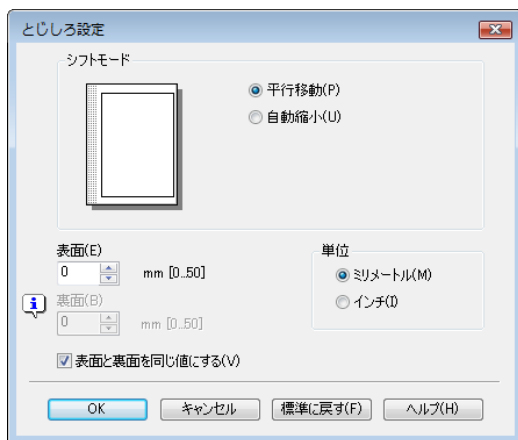 とじしろ設定
シフトモード
平行移動(P)
自動縮小(U)
表面(E)
0 mm [0..50]
裏面(B)
0 mm [0..50]
単位
ミリメートル(M)
インチ(I)
表面と裏面を同じ値にする(V)
OK キャンセル 標準に戻す(F) ヘルプ(H)